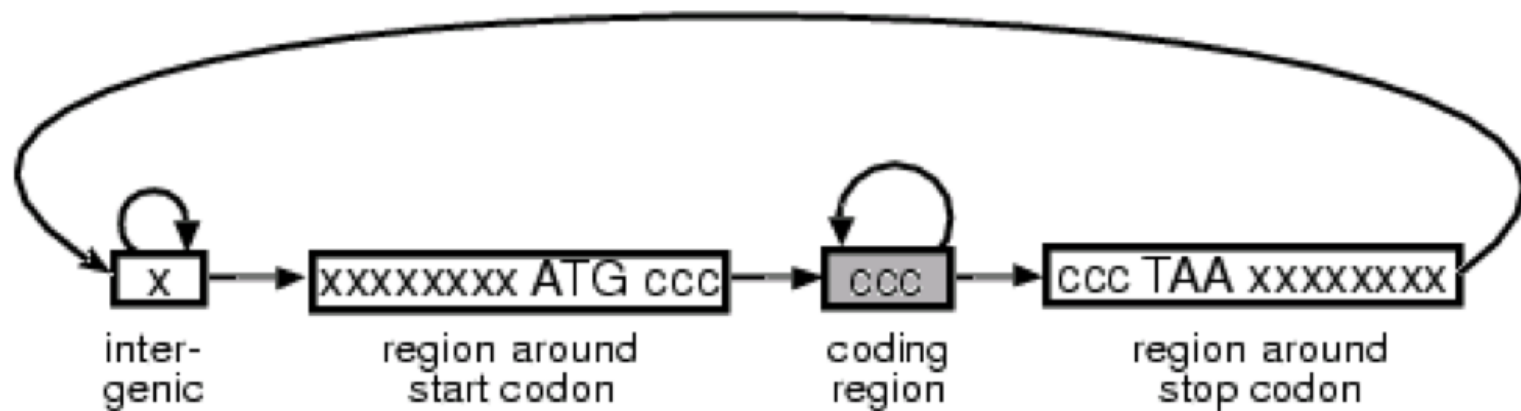 x
xxxxxxxx ATG ccc
ccc
ccc TAA xxxxxxxx
inter-
genic
region around
start codon
coding
region
region around
stop codon